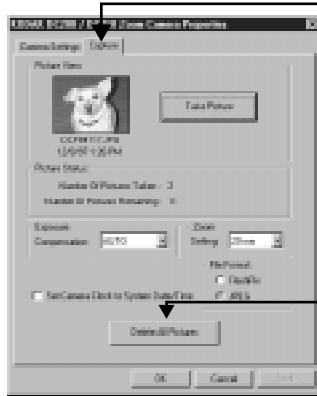 Zoom Camera Properties
Camera Settings Capture
Picture View
Take Picture
Picture Status:
Number Of Pictures Taken : 2
Number Of Pictures Remaining :
Exposure
Compensation AUTO
Zoom
Setting
File Format
FlashPix
Set Camera Clock to System Date/Time
JPEG
Delete All Pictures
OK Cancel